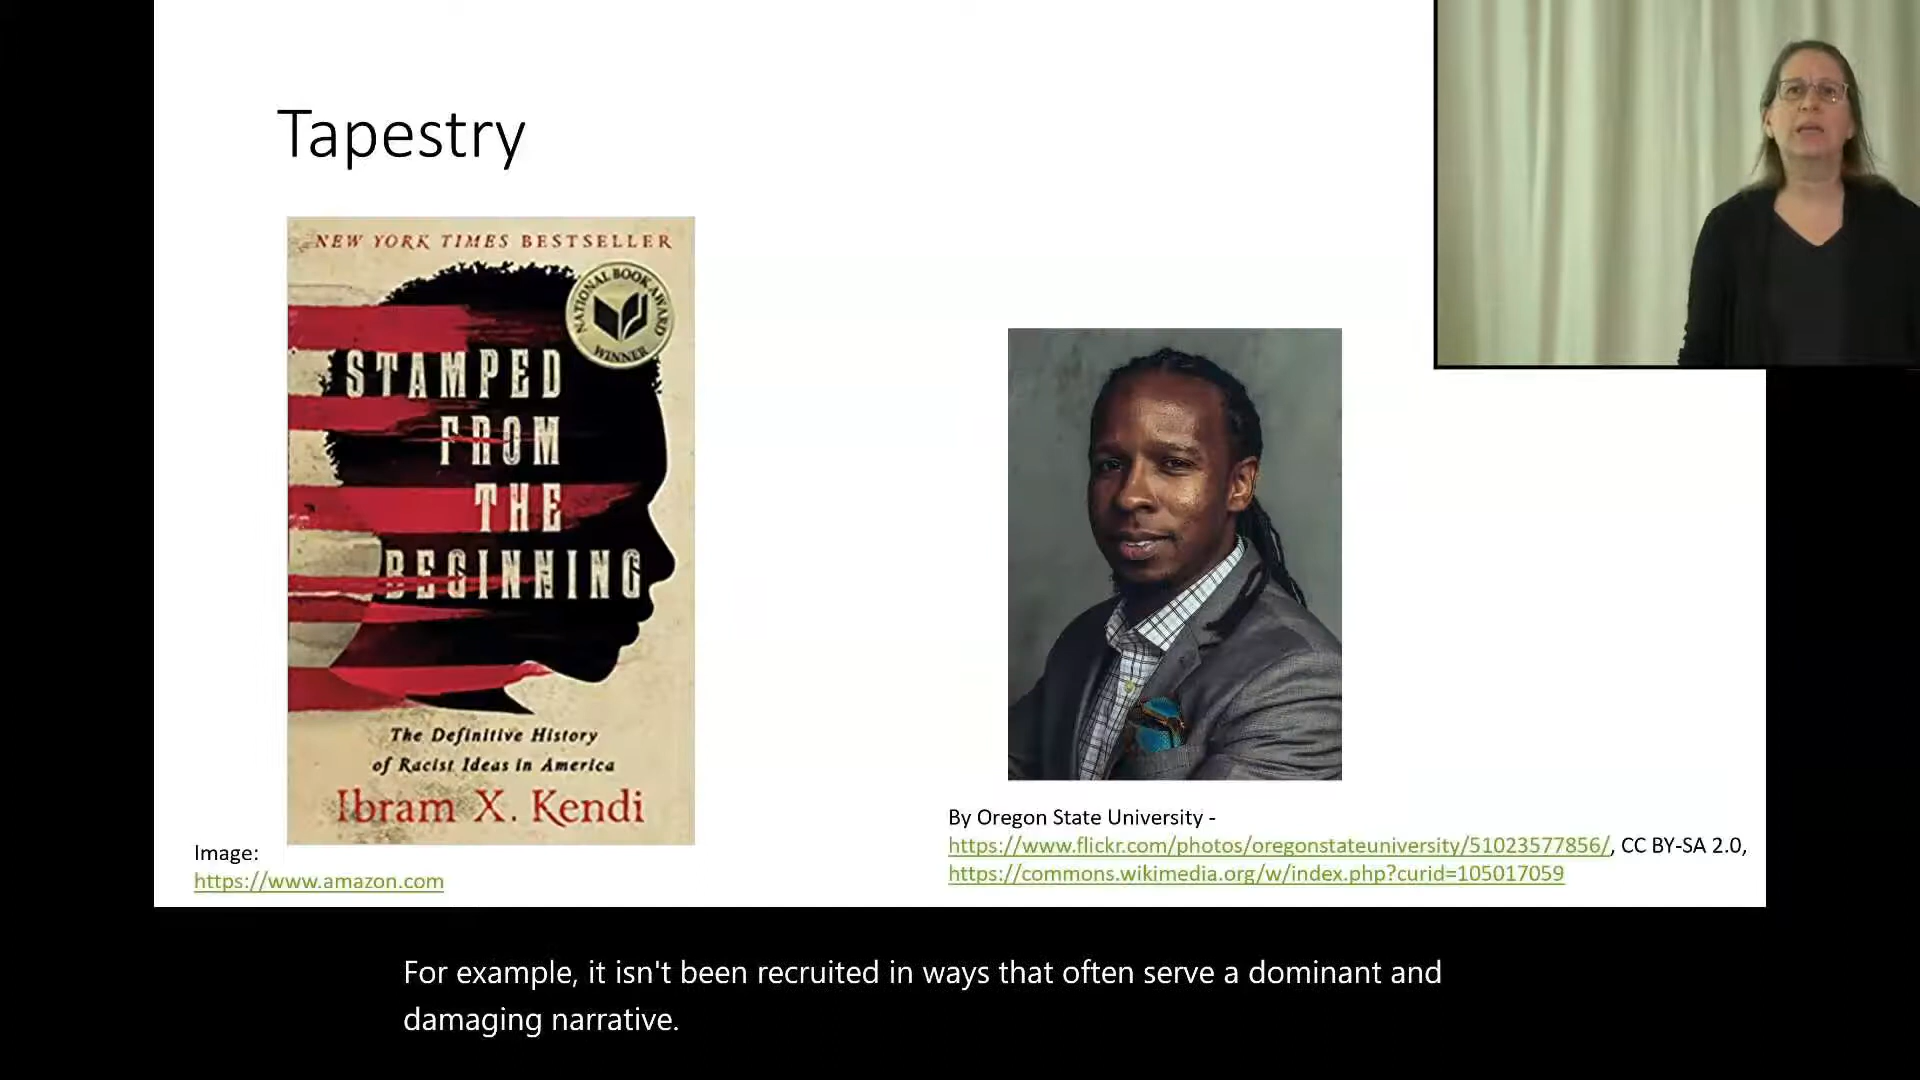 Tapestry
NEW YORK TIMES BESTSELLER
NATIONAL BOOK AWARD
WINNER
STAMPED
FROM
THE
BEGINNING
The Definitive History
of Racist Ideas in America
Ibram X. Kendi
Image:
https://www.amazon.com
By Oregon State University -
https://www.flickr.com/photos/oregonstateuniversity/51023577856/, CC BY-SA 2.0,
https://commons.wikimedia.org/w/index.php?curid=105017059
For example, it isn't been recruited in ways that often serve a dominant and
damaging narrative.